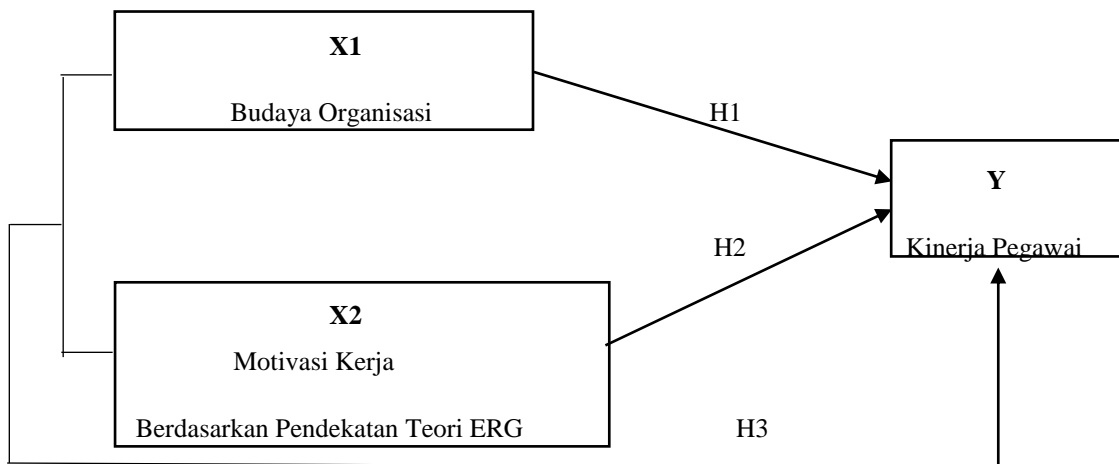 X1
Budaya Organisasi
H1
Y
Kinerja Pegawai
H2
X2
Motivasi Kerja
Berdasarkan Pendekatan Teori ERG
H3